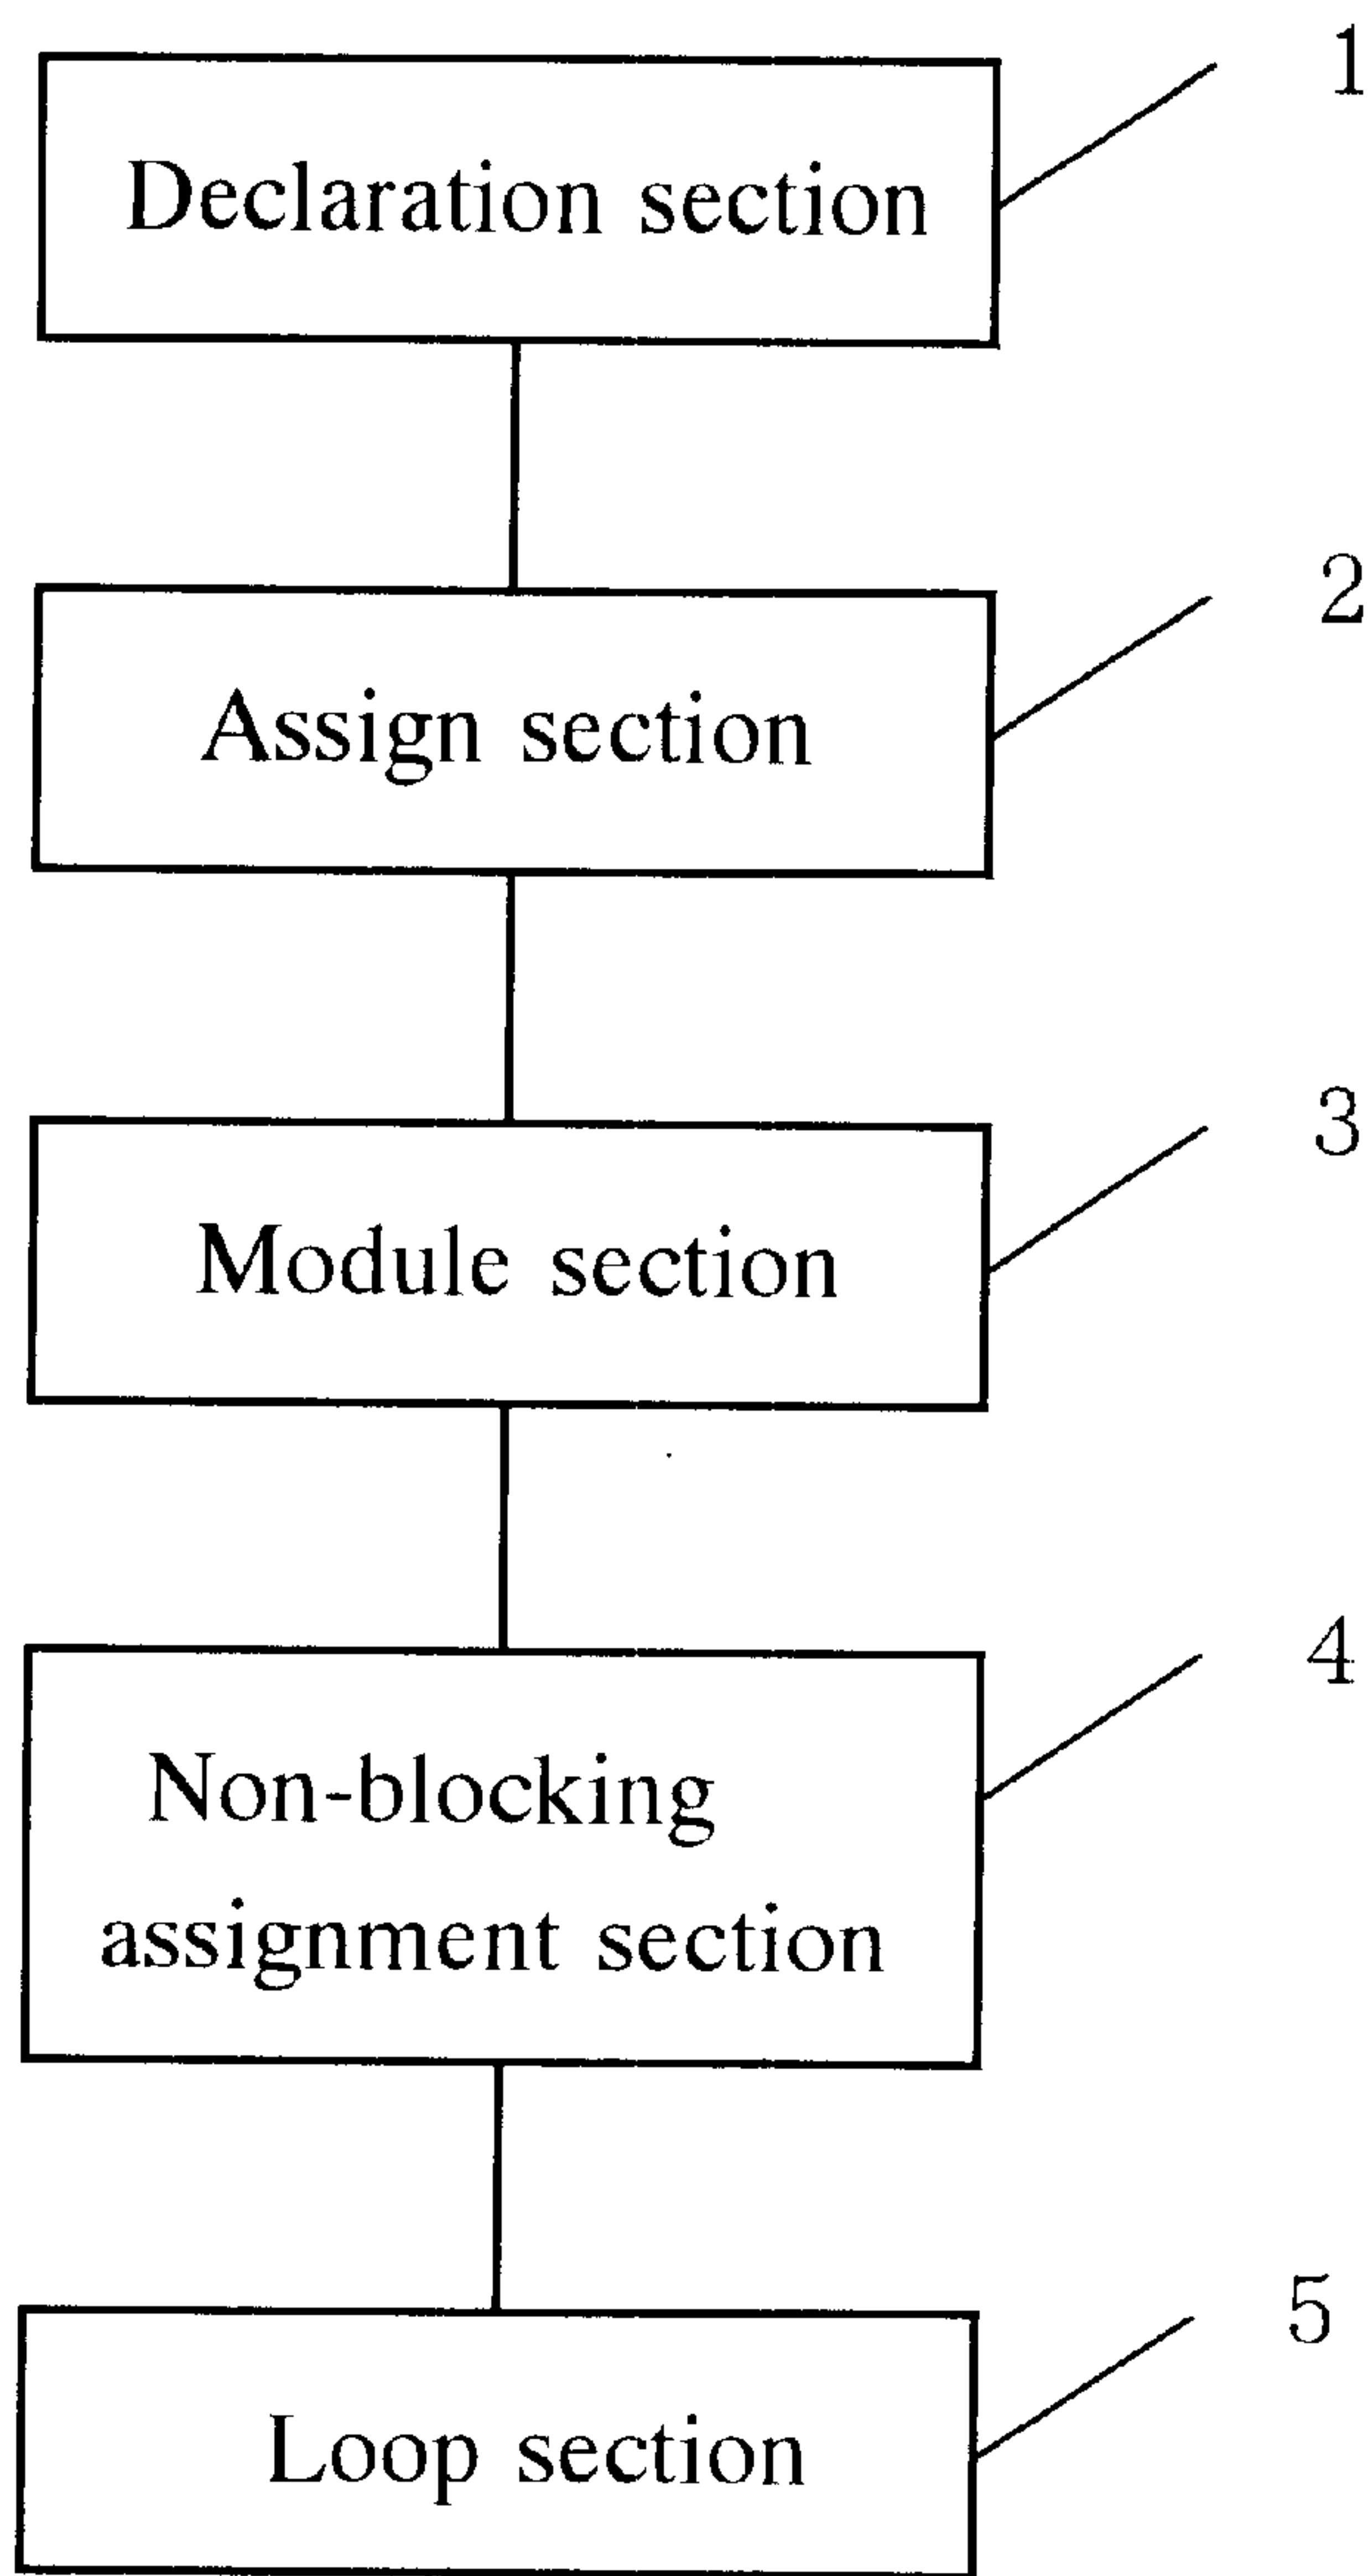 1
Declaration section
2
Assign section
3
Module section
4
Non-blocking
assignment section
5
Loop section